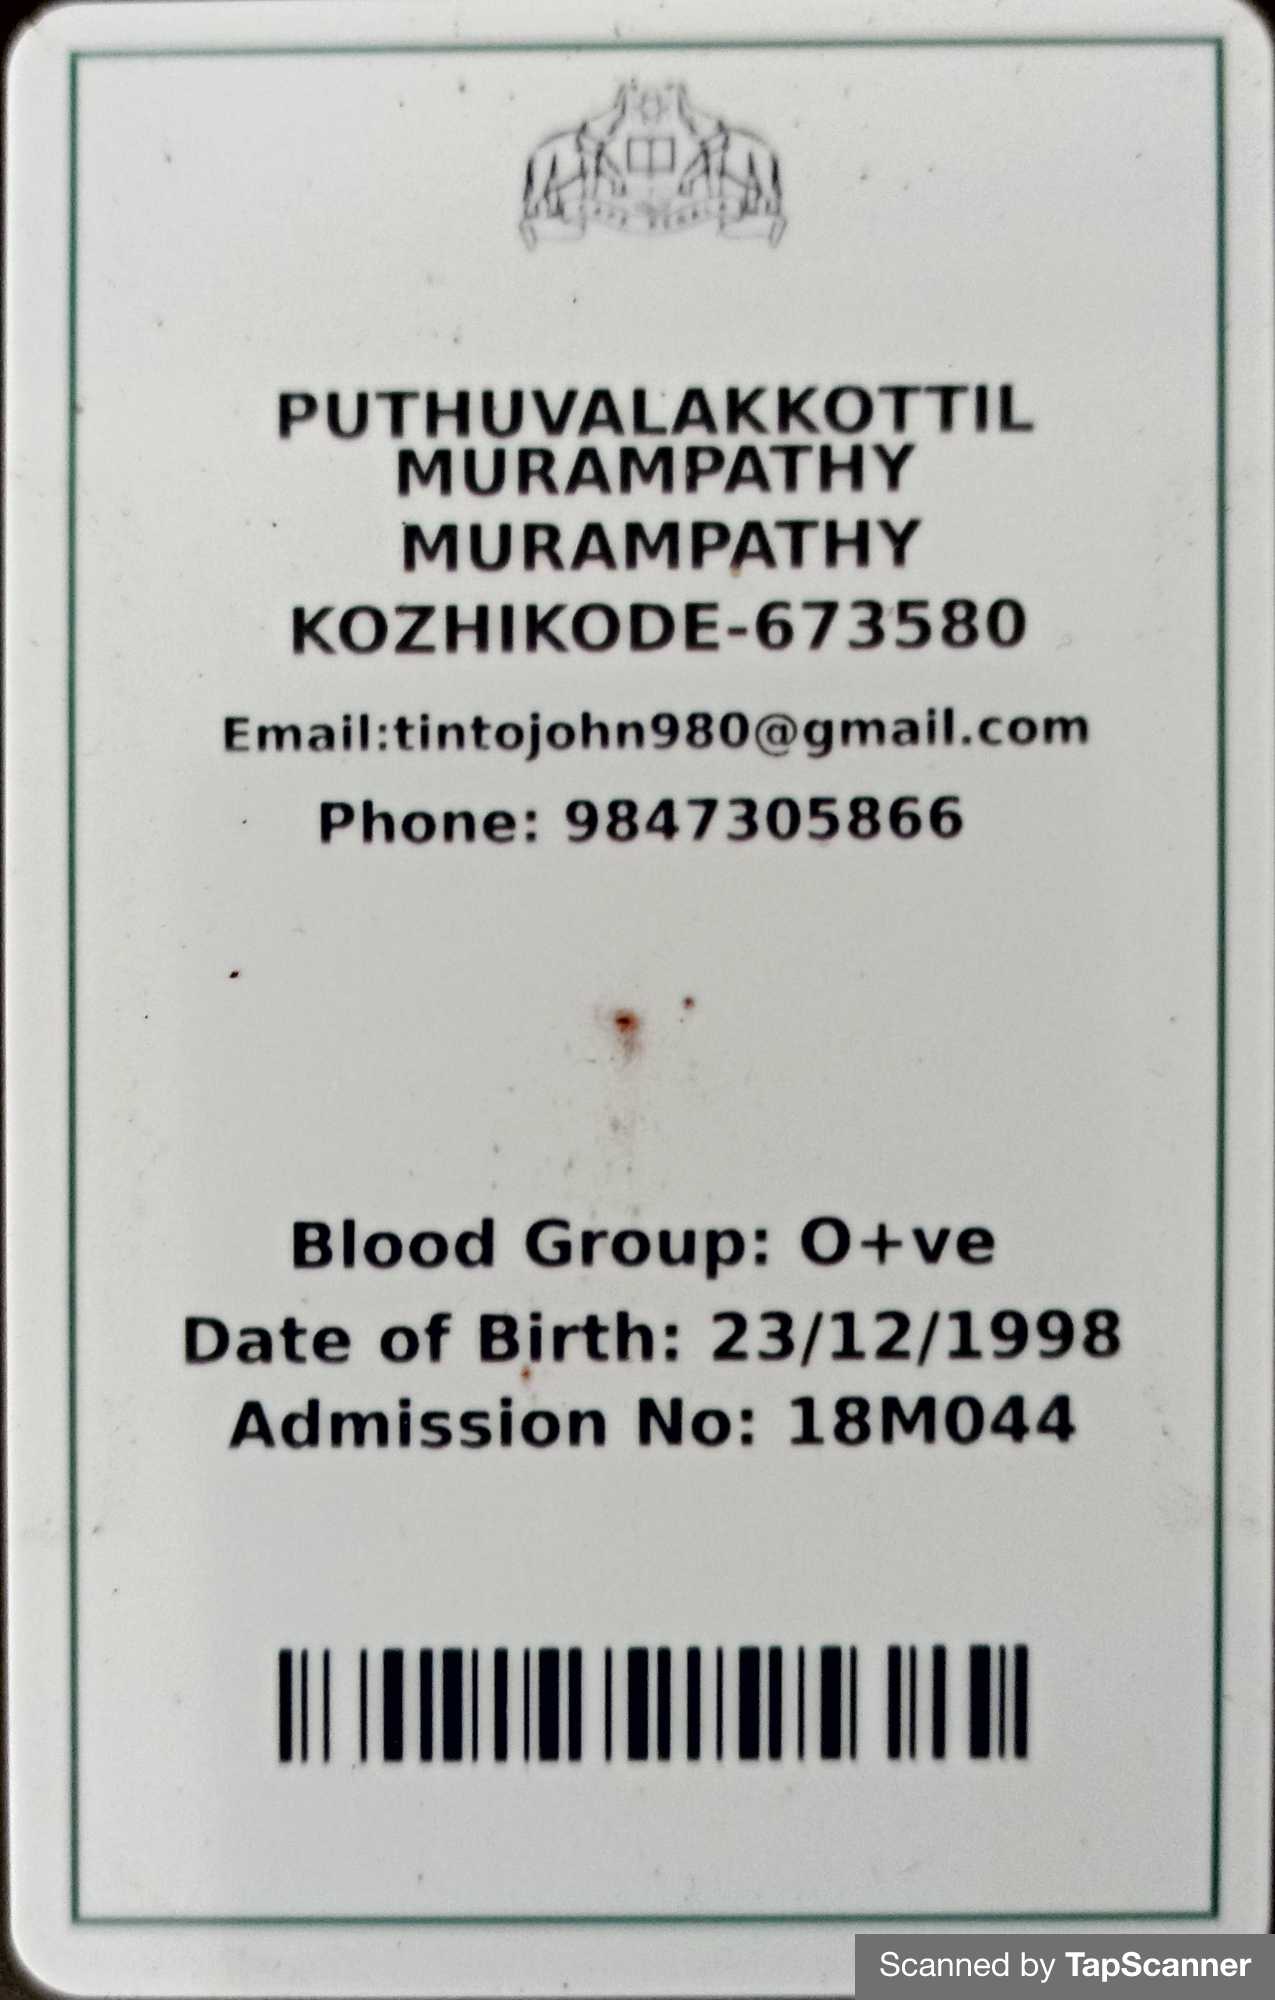 PUTHUVALAKKOTTIL
MURAMPATHY
MURAMPATHY
KOZHIKODE-673580
Email:tintojohn980@gmail.com
Phone: 9847305866
Blood Group: O+ve
Date of Birth: 23/12/1998
Admission No: 18M044
Scanned by TapScanner